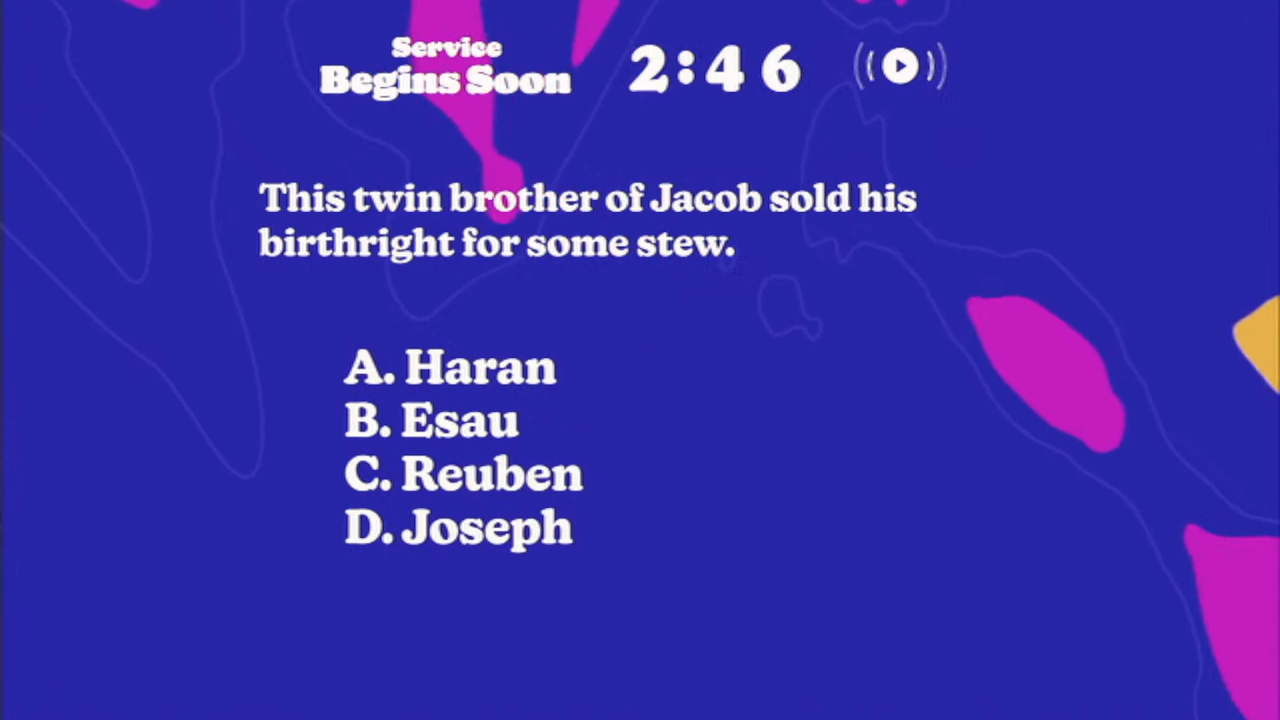 Service
Begins Soon
2:46
This twin brother of Jacob sold his
birthright for some stew.
A. Haran
B. Esau
C. Reuben
D. Joseph